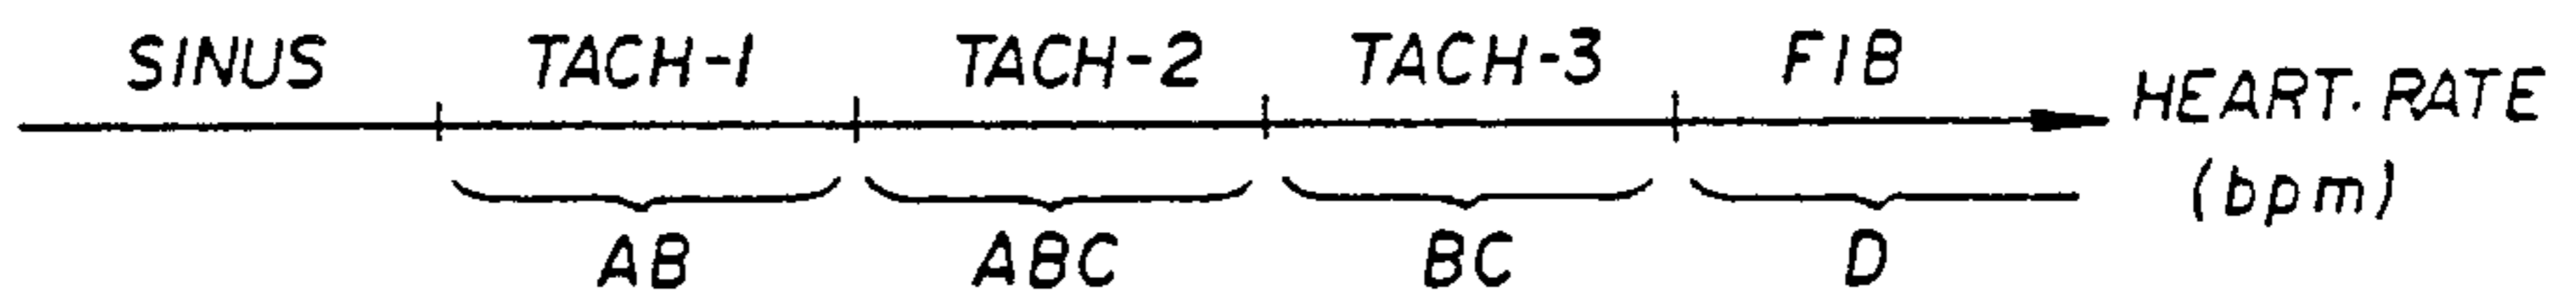 SINUS TACH-1 TACH-2 TACH-3 FIB
HEART. RATE
(bpm)
AB ABC BC D